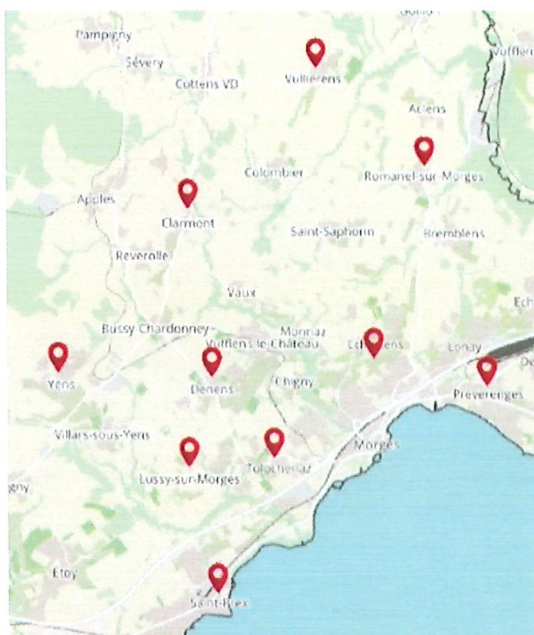 Pampigny
Sévery
Cottens VD
Vullierens
Aclens
Colombier
Romanel-sur-Morges
Apples
Clarmont
Saint-Saphorin
Bremblens
Reverolle
Vaux
Bussy Chardonney
Monnaz
Vufflens-le-Château
Lonay
Yens
Denens
Chigny
Préverenges
Villars-sous-Yens
Morges
Tolochenaz
Lussy-sur-Morges
Etoy
Saint-Prex